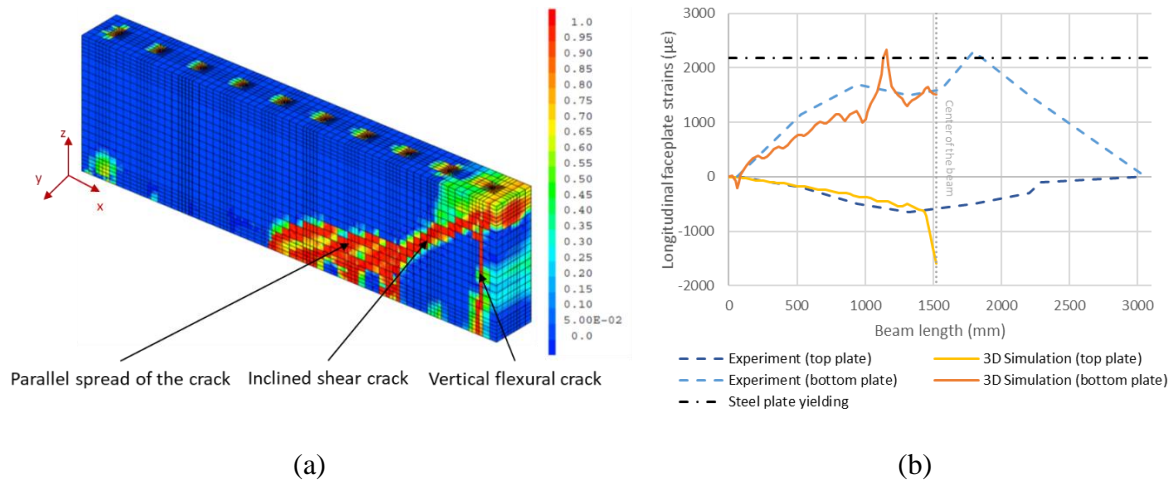 1.0
0.95
0.90
0.85
0.80
0.75
0.70
0.65
0.60
0.55
0.50
0.45
0.40
0.35
0.30
0.25
0.20
0.15
0.10
5.00E-02
0.0
z
y
x
Parallel spread of the crack
Inclined shear crack
Vertical flexural crack
(a)
Longitudinal faceplate strains (με)
3000
2000
1000
0
-1000
-2000
0
500
1000
1500
2000
2500
3000
Center of the beam
Beam length (mm)
Experiment (top plate)
3D Simulation (top plate)
Experiment (bottom plate)
3D Simulation (bottom plate)
Steel plate yielding
(b)